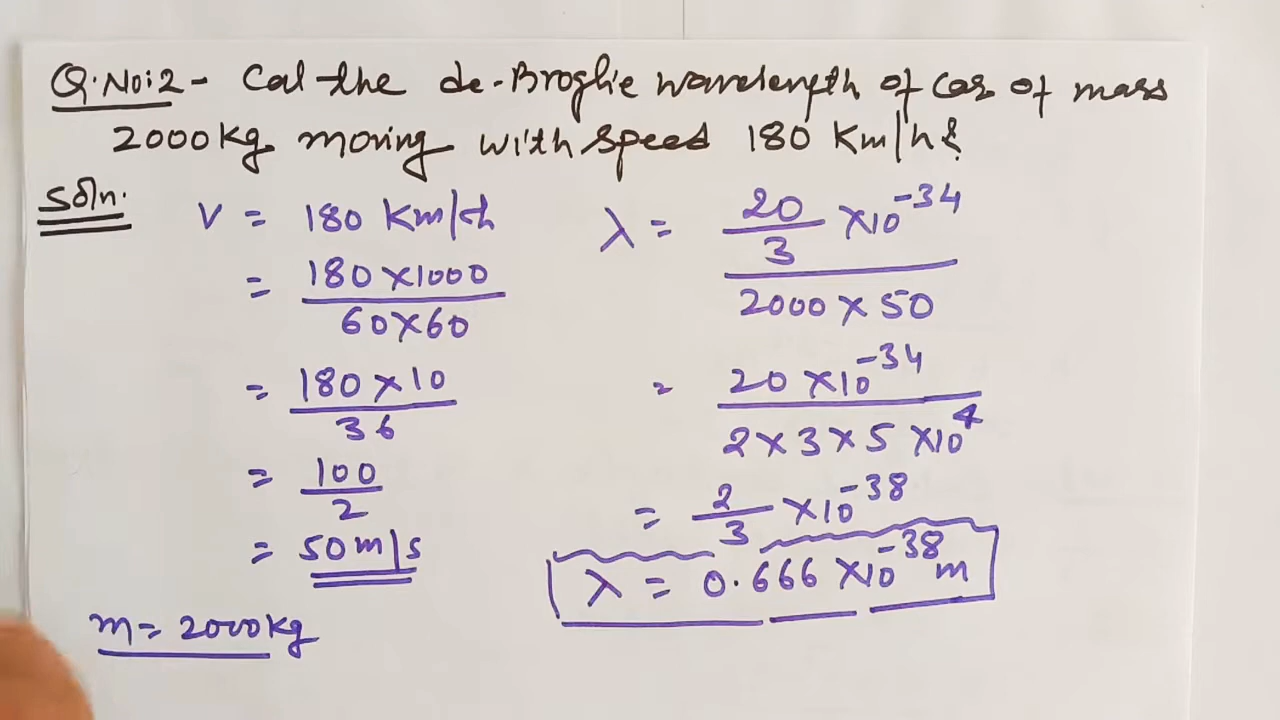 Q.No:2 - Cal the de-Broglie wavelength of car of mass
2000kg moving with speed 180 Km/h?
Soln.
V = 180 Km/h
= 180 × 1000 / 60 × 60
= 180 × 10 / 36
= 100 / 2
= 50 m/s
m = 2000kg
λ = 20/3 × 10⁻³⁴ / 2000 × 50
= 20 × 10⁻³⁴ / 2 × 3 × 5 × 10⁴
= 2/3 × 10⁻³⁸
λ = 0.666 × 10⁻³⁸ m